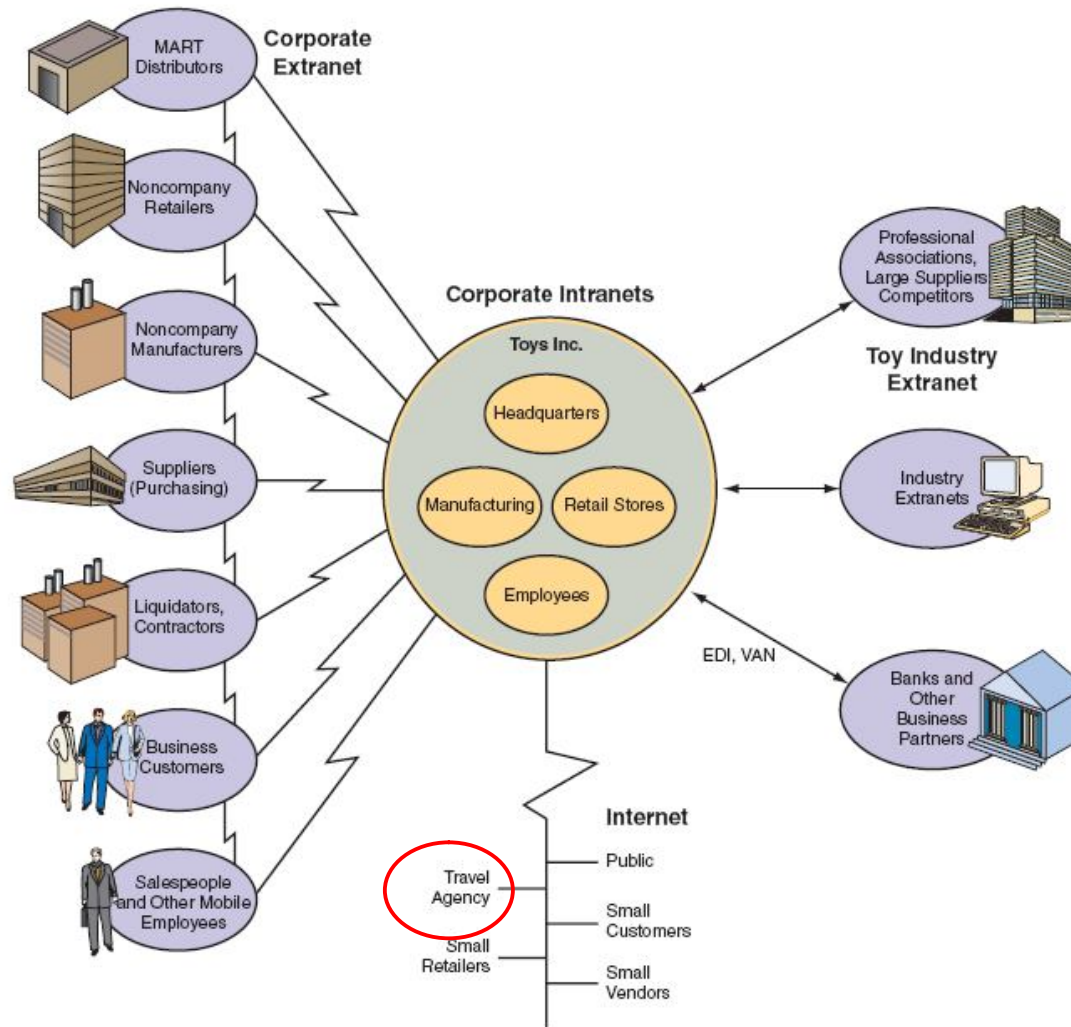 MART
Distributors
Corporate
Extranet
Noncompany
Retailers
Noncompany
Manufacturers
Suppliers
(Purchasing)
Liquidators,
Contractors
Business
Customers
Salespeople
and Other Mobile
Employees
Corporate Intranets
Toys Inc.
Headquarters
Manufacturing
Retail Stores
Employees
Professional
Associations,
Large Suppliers
Competitors
Toy Industry
Extranet
Industry
Extranets
EDI, VAN
Banks and
Other
Business
Partners
Internet
Public
Travel
Agency
Small
Customers
Small
Retailers
Small
Vendors